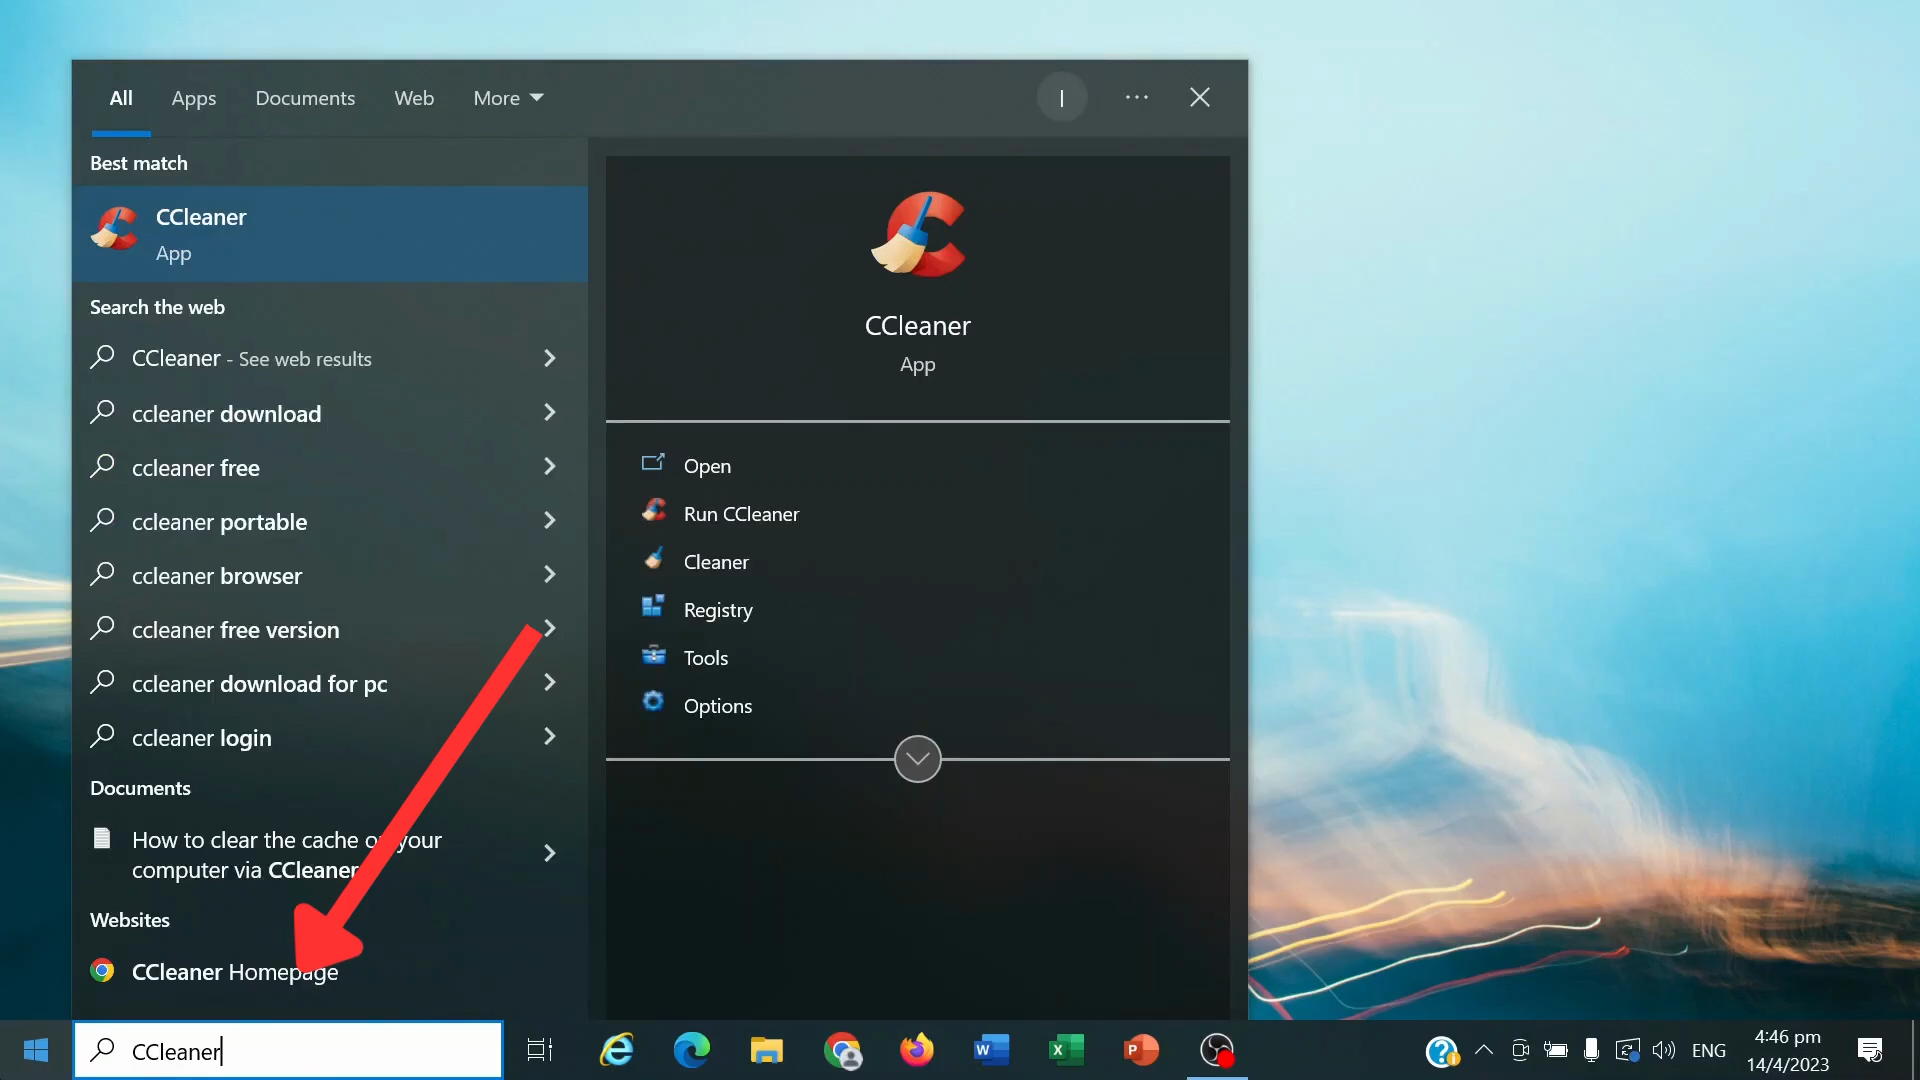 All Apps Documents Web More
I
Best match
CCleaner
App
Search the web
CCleaner - See web results
ccleaner download
ccleaner free
ccleaner portable
ccleaner browser
ccleaner free version
ccleaner download for pc
ccleaner login
Documents
How to clear the cache on your
computer via CCleaner
Websites
CCleaner Homepage
CCleaner
App
Open
Run CCleaner
Cleaner
Registry
Tools
Options
CCleaner
ENG
4:46 pm
14/4/2023